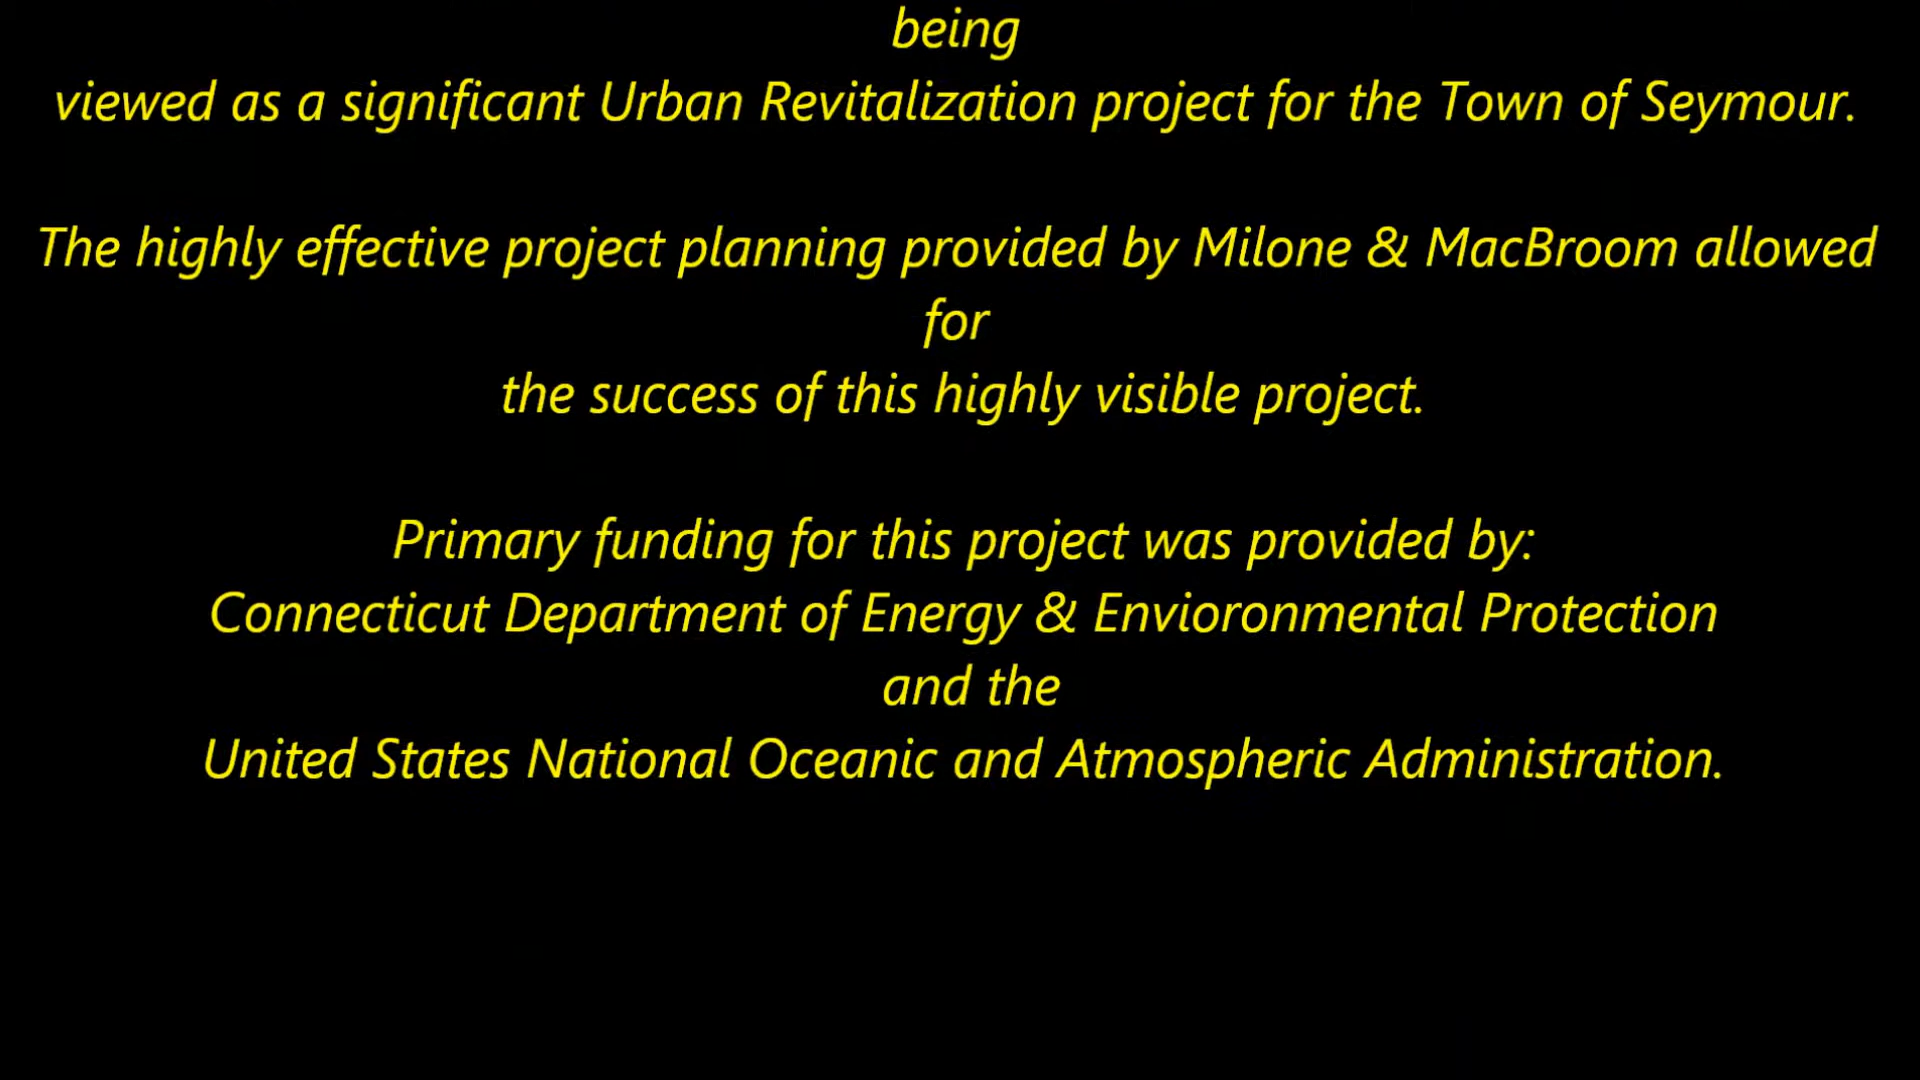 being
viewed as a significant Urban Revitalization project for the Town of Seymour.
The highly effective project planning provided by Milone & MacBroom allowed
for
the success of this highly visible project.
Primary funding for this project was provided by:
Connecticut Department of Energy & Envioronmental Protection
and the
United States National Oceanic and Atmospheric Administration.